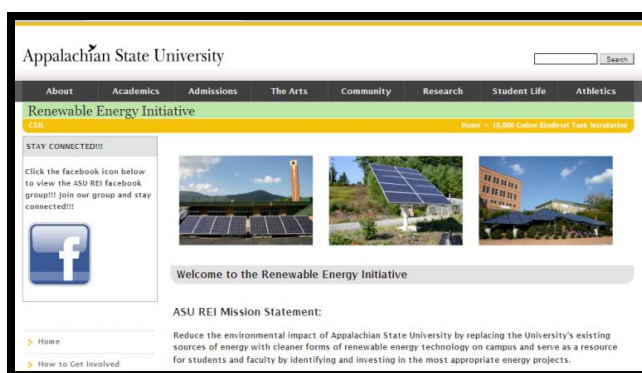 Appalachian State University
Search
About Academics Admissions The Arts Community Research Student Life Athletics
Renewable Energy Initiative
CSIL
Home > 10,000 Gallon Biodiesel Tank Installation
STAY CONNECTED!!!
Click the facebook icon below
to view the ASU REI facebook
group!!! Join our group and stay
connected!!!
f
Welcome to the Renewable Energy Initiative
ASU REI Mission Statement:
Reduce the environmental impact of Appalachian State University by replacing the University's existing
sources of energy with cleaner forms of renewable energy technology on campus and serve as a resource
for students and faculty by identifying and investing in the most appropriate energy projects.
Home
How to Get Involved